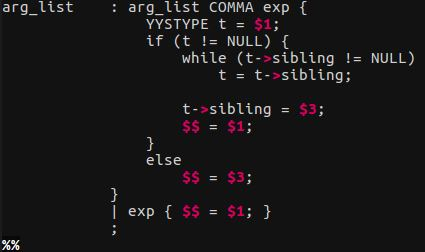 arg_list    : arg_list COMMA exp {
                YYSTYPE t = $1;
                if (t != NULL) {
                    while (t->sibling != NULL)
                        t = t->sibling;

                    t->sibling = $3;
                    $$ = $1;
                }
                else
                    $$ = $3;
            }
            | exp { $$ = $1; }
            ;
%%